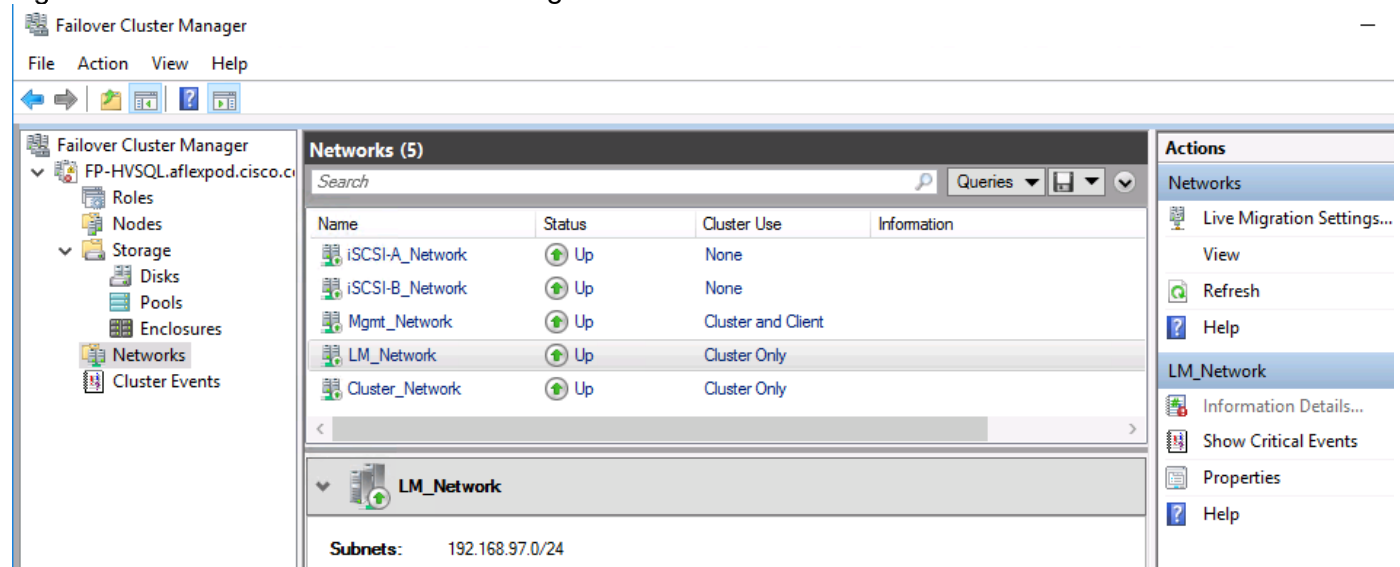 Failover Cluster Manager
File Action View Help
Failover Cluster Manager
FP-HVSQL.aflexpod.cisco.c
Roles
Nodes
Storage
Disks
Pools
Enclosures
Networks
Cluster Events
Networks (5)
Search Queries
Name Status Cluster Use Information
iSCSI-A_Network Up None
iSCSI-B_Network Up None
Mgmt_Network Up Cluster and Client
LM_Network Up Cluster Only
Cluster_Network Up Cluster Only
LM_Network
Subnets: 192.168.97.0/24
Actions
Networks
Live Migration Settings...
View
Refresh
Help
LM_Network
Information Details...
Show Critical Events
Properties
Help